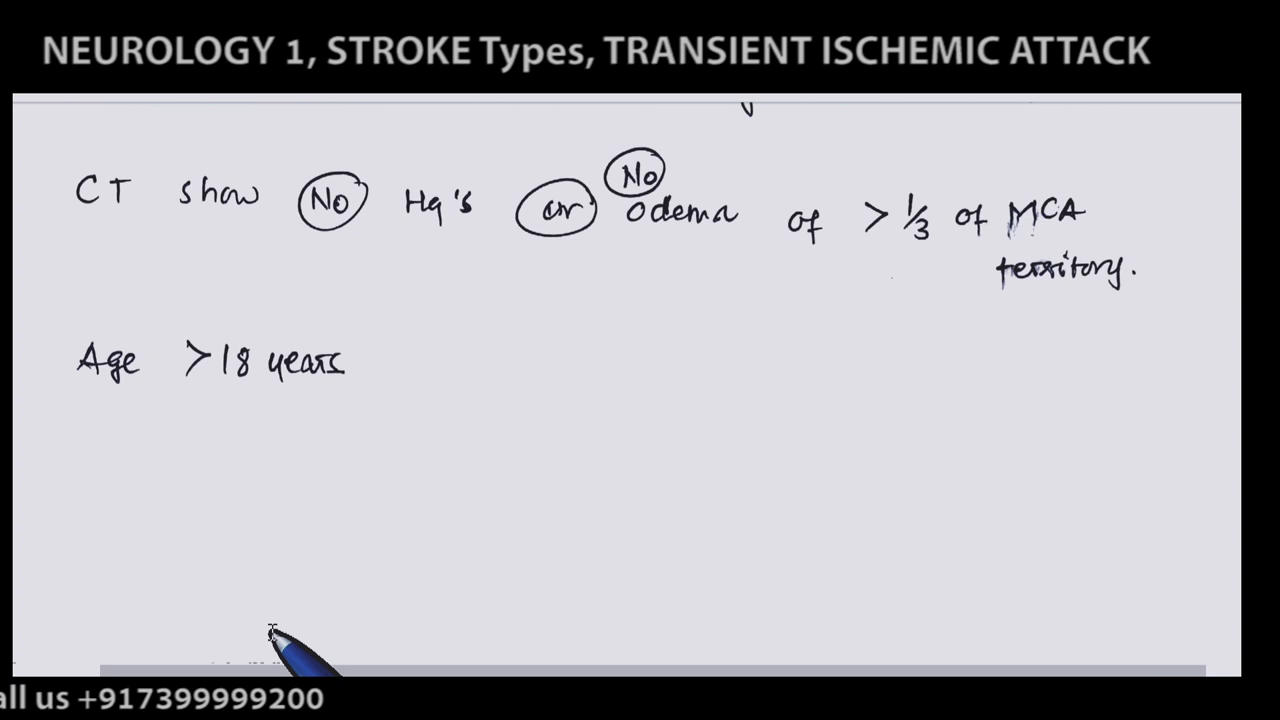 NEUROLOGY 1, STROKE Types, TRANSIENT ISCHEMIC ATTACK
No
CT show No Hg's or odema of > 1/3 of MCA
territory.
Age >18 years
all us +917399999200